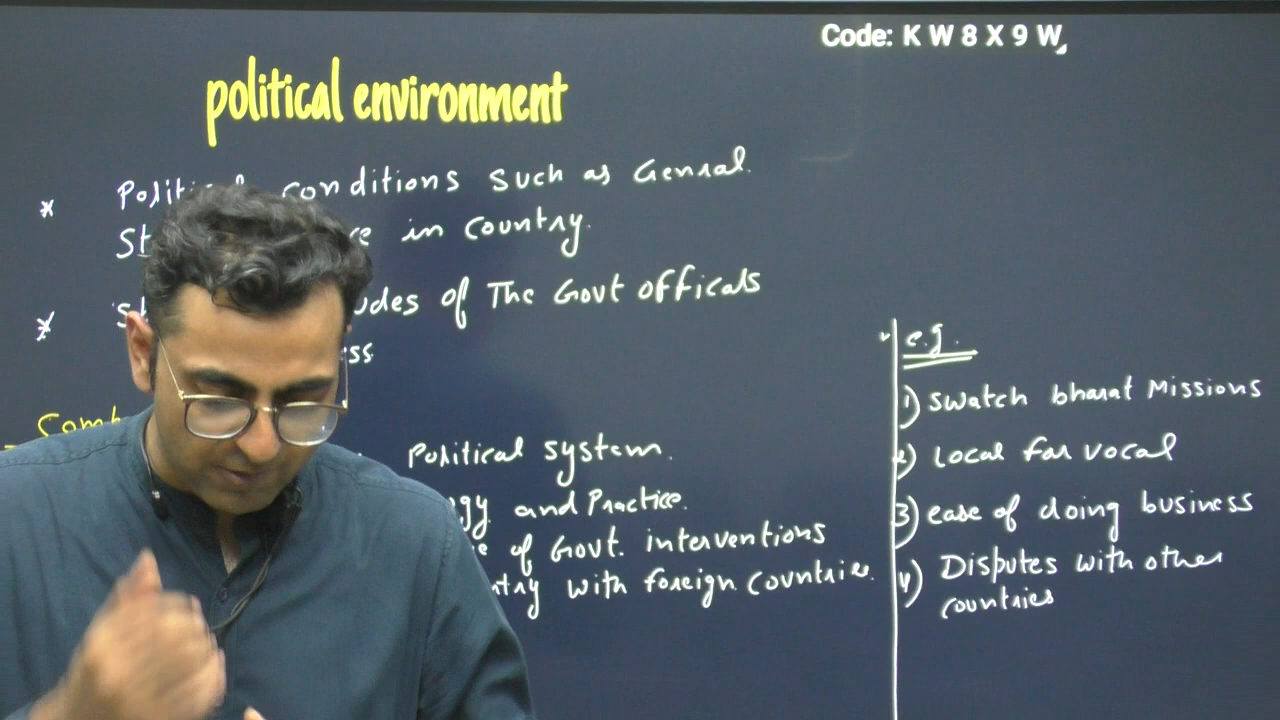 Code: K W 8 X 9 W
political environment
* conditions such as Genral.
in country.
* of The Govt officals
e.g.
1) swatch bharat Missions
Political system.
2) Local for vocal
and Practice.
3) ease of doing business
of Govt. interventions
with foreign countries.
4) Disputes with other
countries